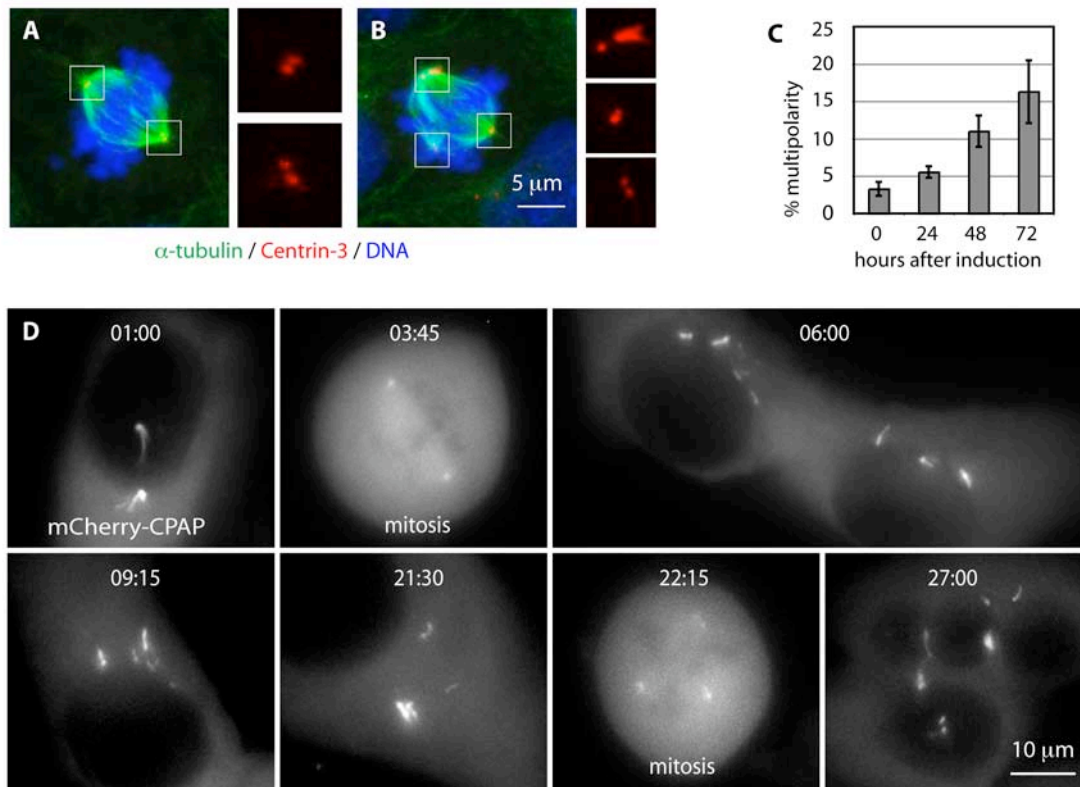 A
B
5 μm
α-tubulin / Centrin-3 / DNA
C
% multipolarity
25
20
15
10
5
0
0 24 48 72
hours after induction
D
01:00
mCherry-CPAP
03:45
mitosis
06:00
09:15
21:30
22:15
mitosis
27:00
10 μm